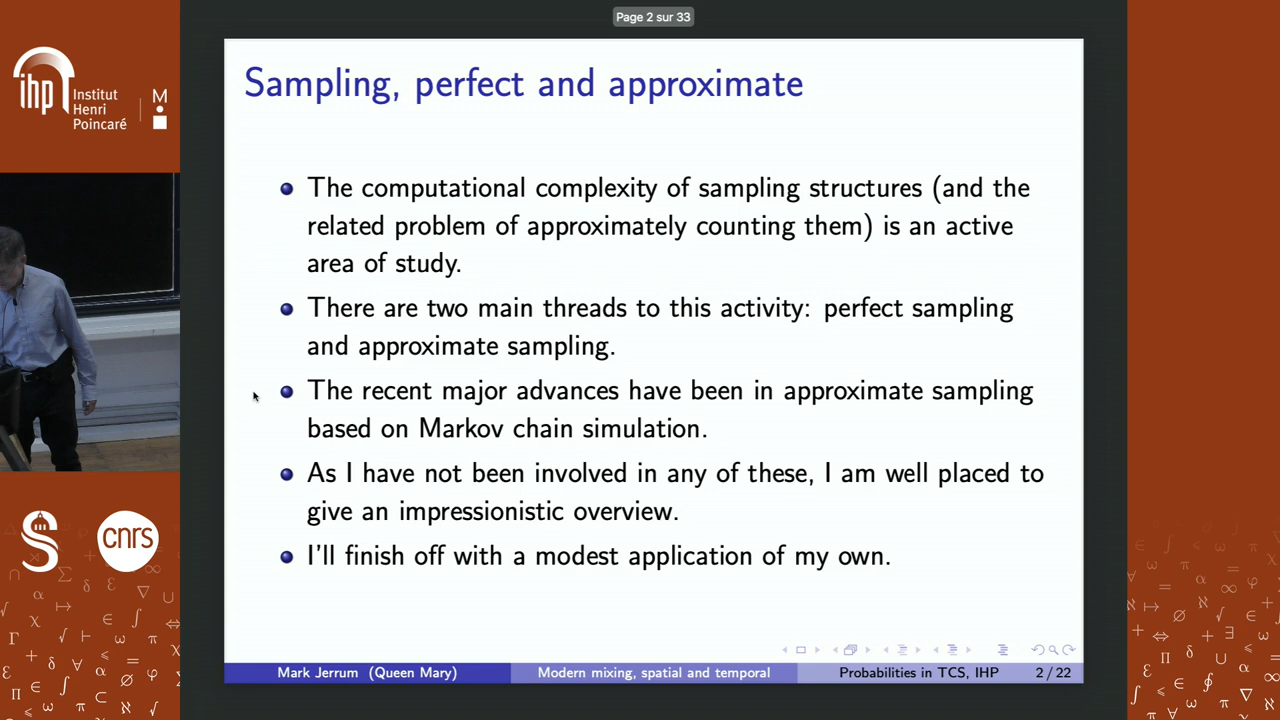 Page 2 sur 33
ihp
Institut
Henri
Poincaré
M
Sampling, perfect and approximate
The computational complexity of sampling structures (and the
related problem of approximately counting them) is an active
area of study.
There are two main threads to this activity: perfect sampling
and approximate sampling.
The recent major advances have been in approximate sampling
based on Markov chain simulation.
As I have not been involved in any of these, I am well placed to
give an impressionistic overview.
I'll finish off with a modest application of my own.
Mark Jerrum (Queen Mary)
Modern mixing, spatial and temporal
Probabilities in TCS, IHP
2 / 22
S
cnrs